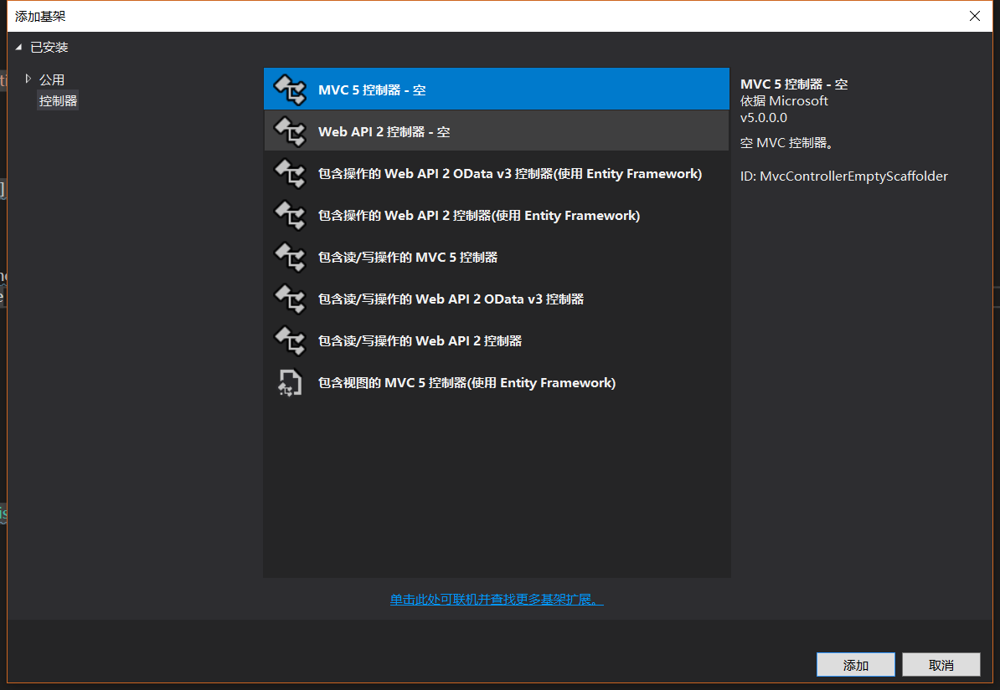 添加基架
已安装
公用
控制器
MVC 5 控制器 - 空
Web API 2 控制器 - 空
包含操作的 Web API 2 OData v3 控制器(使用 Entity Framework)
包含操作的 Web API 2 控制器(使用 Entity Framework)
包含读/写操作的 MVC 5 控制器
包含读/写操作的 Web API 2 OData v3 控制器
包含读/写操作的 Web API 2 控制器
包含视图的 MVC 5 控制器(使用 Entity Framework)
MVC 5 控制器 - 空
依据 Microsoft
v5.0.0.0
空 MVC 控制器。
ID: MvcControllerEmptyScaffolder
单击此处可联机并查找更多基架扩展。
添加
取消